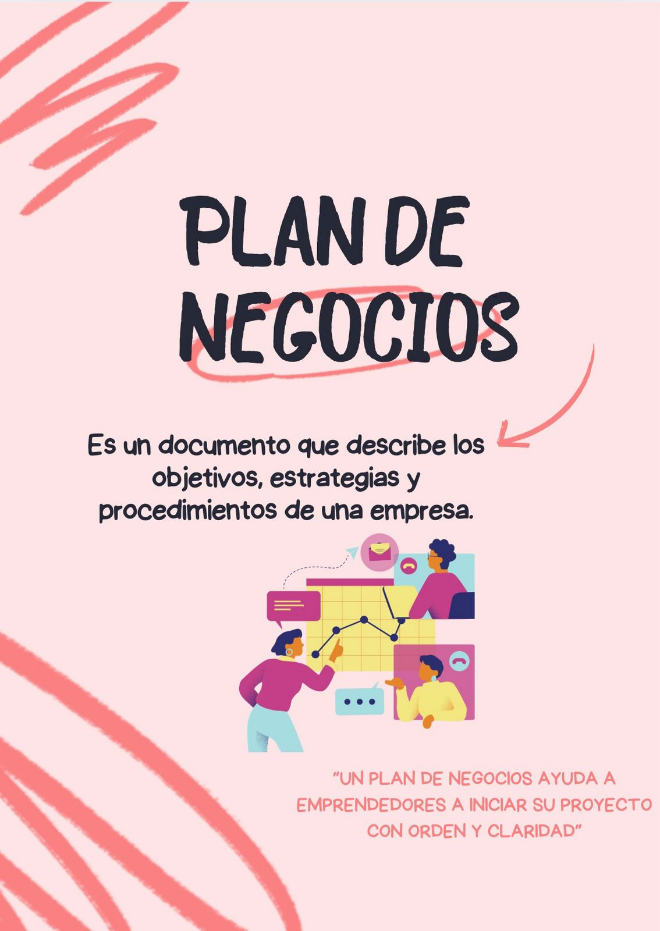 PLAN DE
NEGOCIOS
Es un documento que describe los
objetivos, estrategias y
procedimientos de una empresa.
"UN PLAN DE NEGOCIOS AYUDA A
EMPRENDEDORES A INICIAR SU PROYECTO
CON ORDEN Y CLARIDAD"